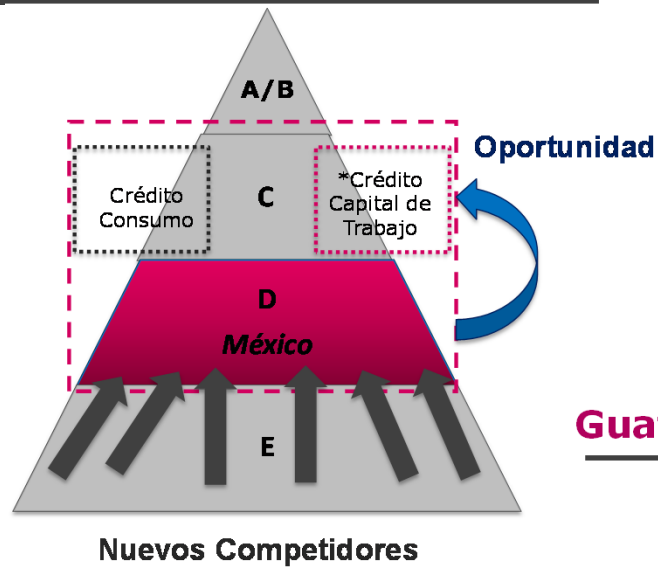 A/B
Oportunidad
Crédito
Consumo
C
*Crédito
Capital de
Trabajo
D
México
E
Nuevos Competidores